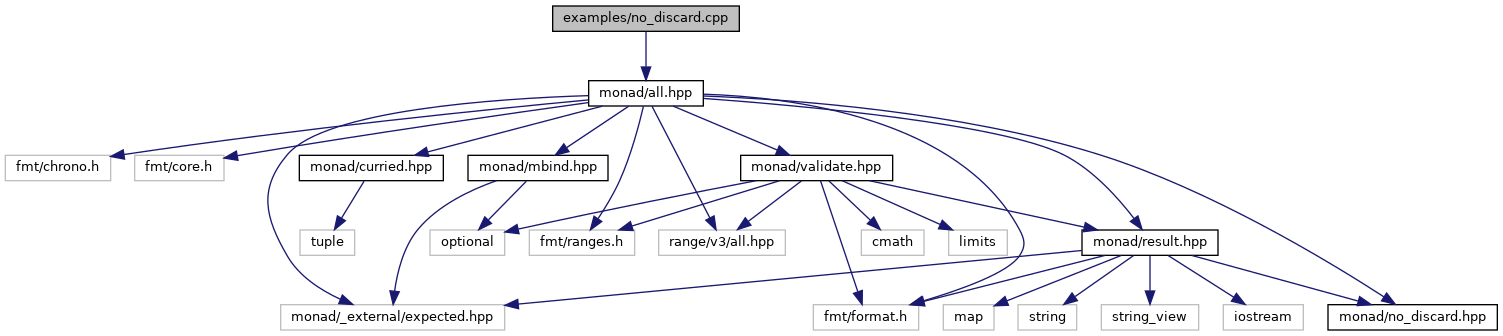 examples/no_discard.cpp
monad/all.hpp
fmt/chrono.h
fmt/core.h
monad/curried.hpp
monad/mbind.hpp
monad/validate.hpp
tuple
optional
fmt/ranges.h
range/v3/all.hpp
cmath
limits
monad/result.hpp
monad/_external/expected.hpp
fmt/format.h
map
string
string_view
iostream
monad/no_discard.hpp